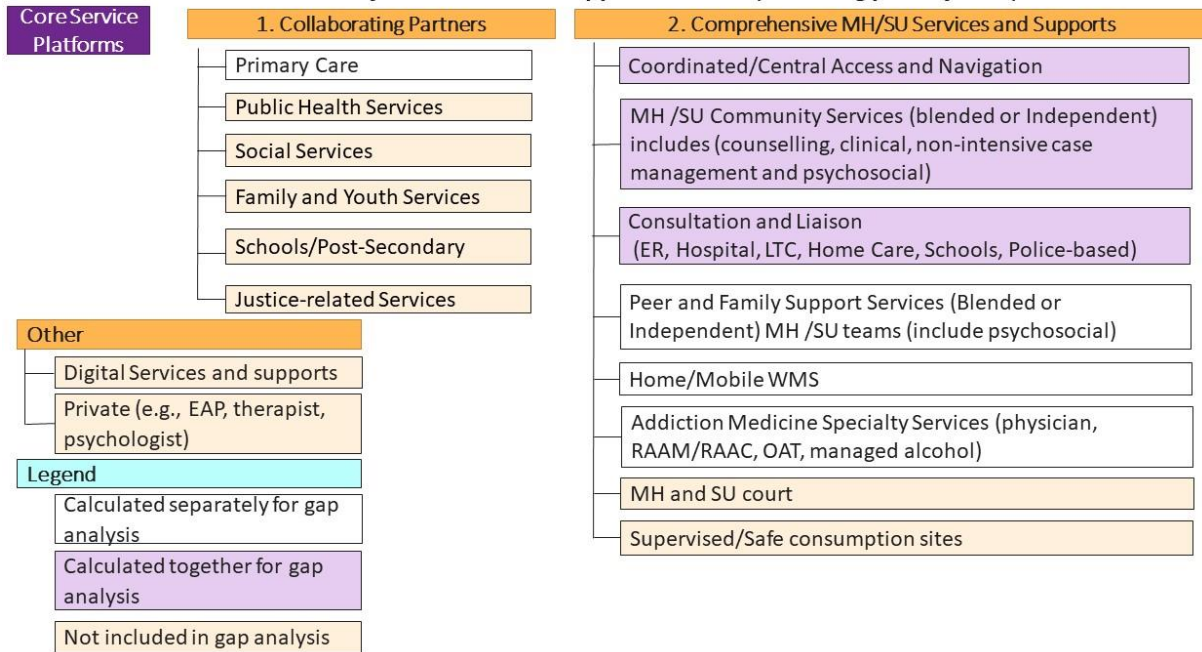 Core Service
Platforms
1. Collaborating Partners
Primary Care
Public Health Services
Social Services
Family and Youth Services
Schools/Post-Secondary
Justice-related Services
Other
Digital Services and supports
Private (e.g., EAP, therapist,
psychologist)
Legend
Calculated separately for gap
analysis
Calculated together for gap
analysis
Not included in gap analysis
2. Comprehensive MH/SU Services and Supports
Coordinated/Central Access and Navigation
MH /SU Community Services (blended or Independent)
includes (counselling, clinical, non-intensive case
management and psychosocial)
Consultation and Liaison
(ER, Hospital, LTC, Home Care, Schools, Police-based)
Peer and Family Support Services (Blended or
Independent) MH /SU teams (include psychosocial)
Home/Mobile WMS
Addiction Medicine Specialty Services (physician,
RAAM/RAAC, OAT, managed alcohol)
MH and SU court
Supervised/Safe consumption sites